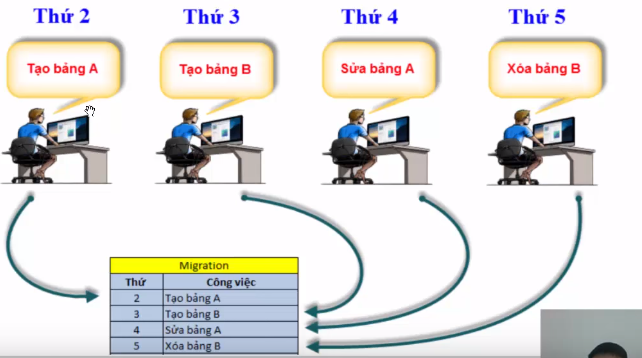 Thứ 2
Thứ 3
Thứ 4
Thứ 5
Tạo bảng A
Tạo bảng B
Sửa bảng A
Xóa bảng B
Migration
Thứ Công việc
2 Tạo bảng A
3 Tạo bảng B
4 Sửa bảng A
5 Xóa bảng B